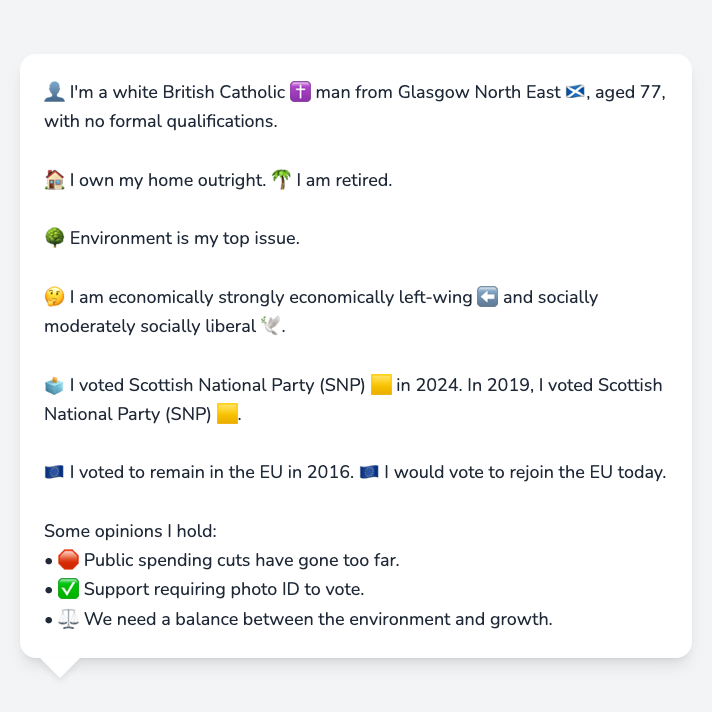 👤 I'm a white British Catholic ✝️ man from Glasgow North East 🏴󠁧󠁢󠁳󠁣󠁴󠁿, aged 77,
with no formal qualifications.
🏠 I own my home outright. 🌴 I am retired.
🌳 Environment is my top issue.
🤔 I am economically strongly economically left-wing ⬅️ and socially
moderately socially liberal 🕊️.
🗳️ I voted Scottish National Party (SNP) 🟨 in 2024. In 2019, I voted Scottish
National Party (SNP) 🟨.
🇪🇺 I voted to remain in the EU in 2016. 🇪🇺 I would vote to rejoin the EU today.
Some opinions I hold:
• 🛑 Public spending cuts have gone too far.
• ✅ Support requiring photo ID to vote.
• ⚖️ We need a balance between the environment and growth.